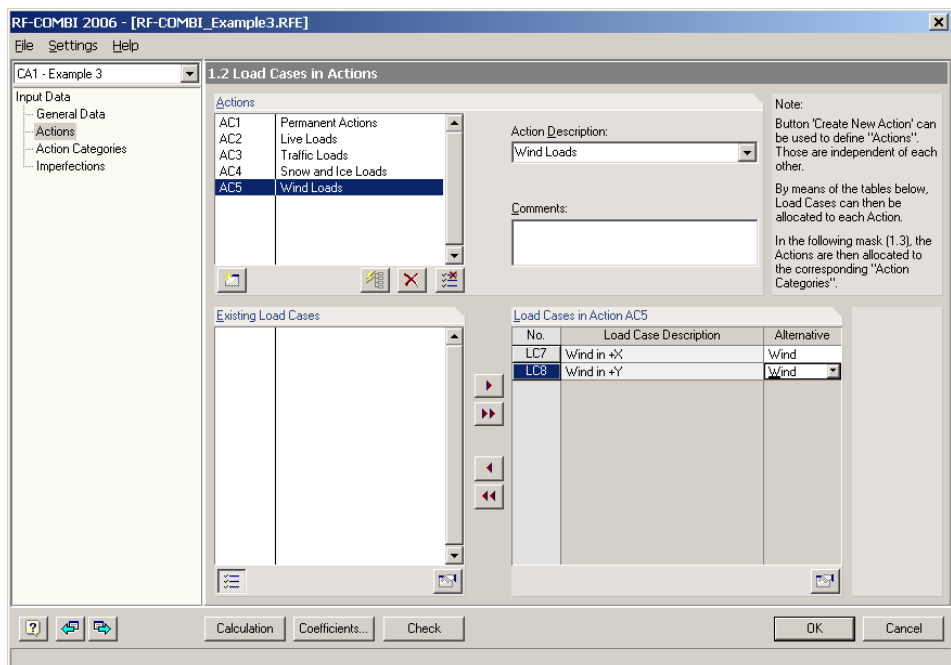 RF-COMBI 2006 - [RF-COMBI_Example3.RFE]
File Settings Help
CA1 - Example 3
Input Data
General Data
Actions
Action Categories
Imperfections
1.2 Load Cases in Actions
Actions
AC1 Permanent Actions
AC2 Live Loads
AC3 Traffic Loads
AC4 Snow and Ice Loads
AC5 Wind Loads
Action Description:
Wind Loads
Comments:
Note:
Button 'Create New Action' can
be used to define "Actions".
Those are independent of each
other.
By means of the tables below,
Load Cases can then be
allocated to each Action.
In the following mask (1.3), the
Actions are then allocated to
the corresponding "Action
Categories".
Existing Load Cases
Load Cases in Action AC5
No. Load Case Description Alternative
LC7 Wind in +X Wind
LC8 Wind in +Y Wind
Calculation Coefficients... Check OK Cancel